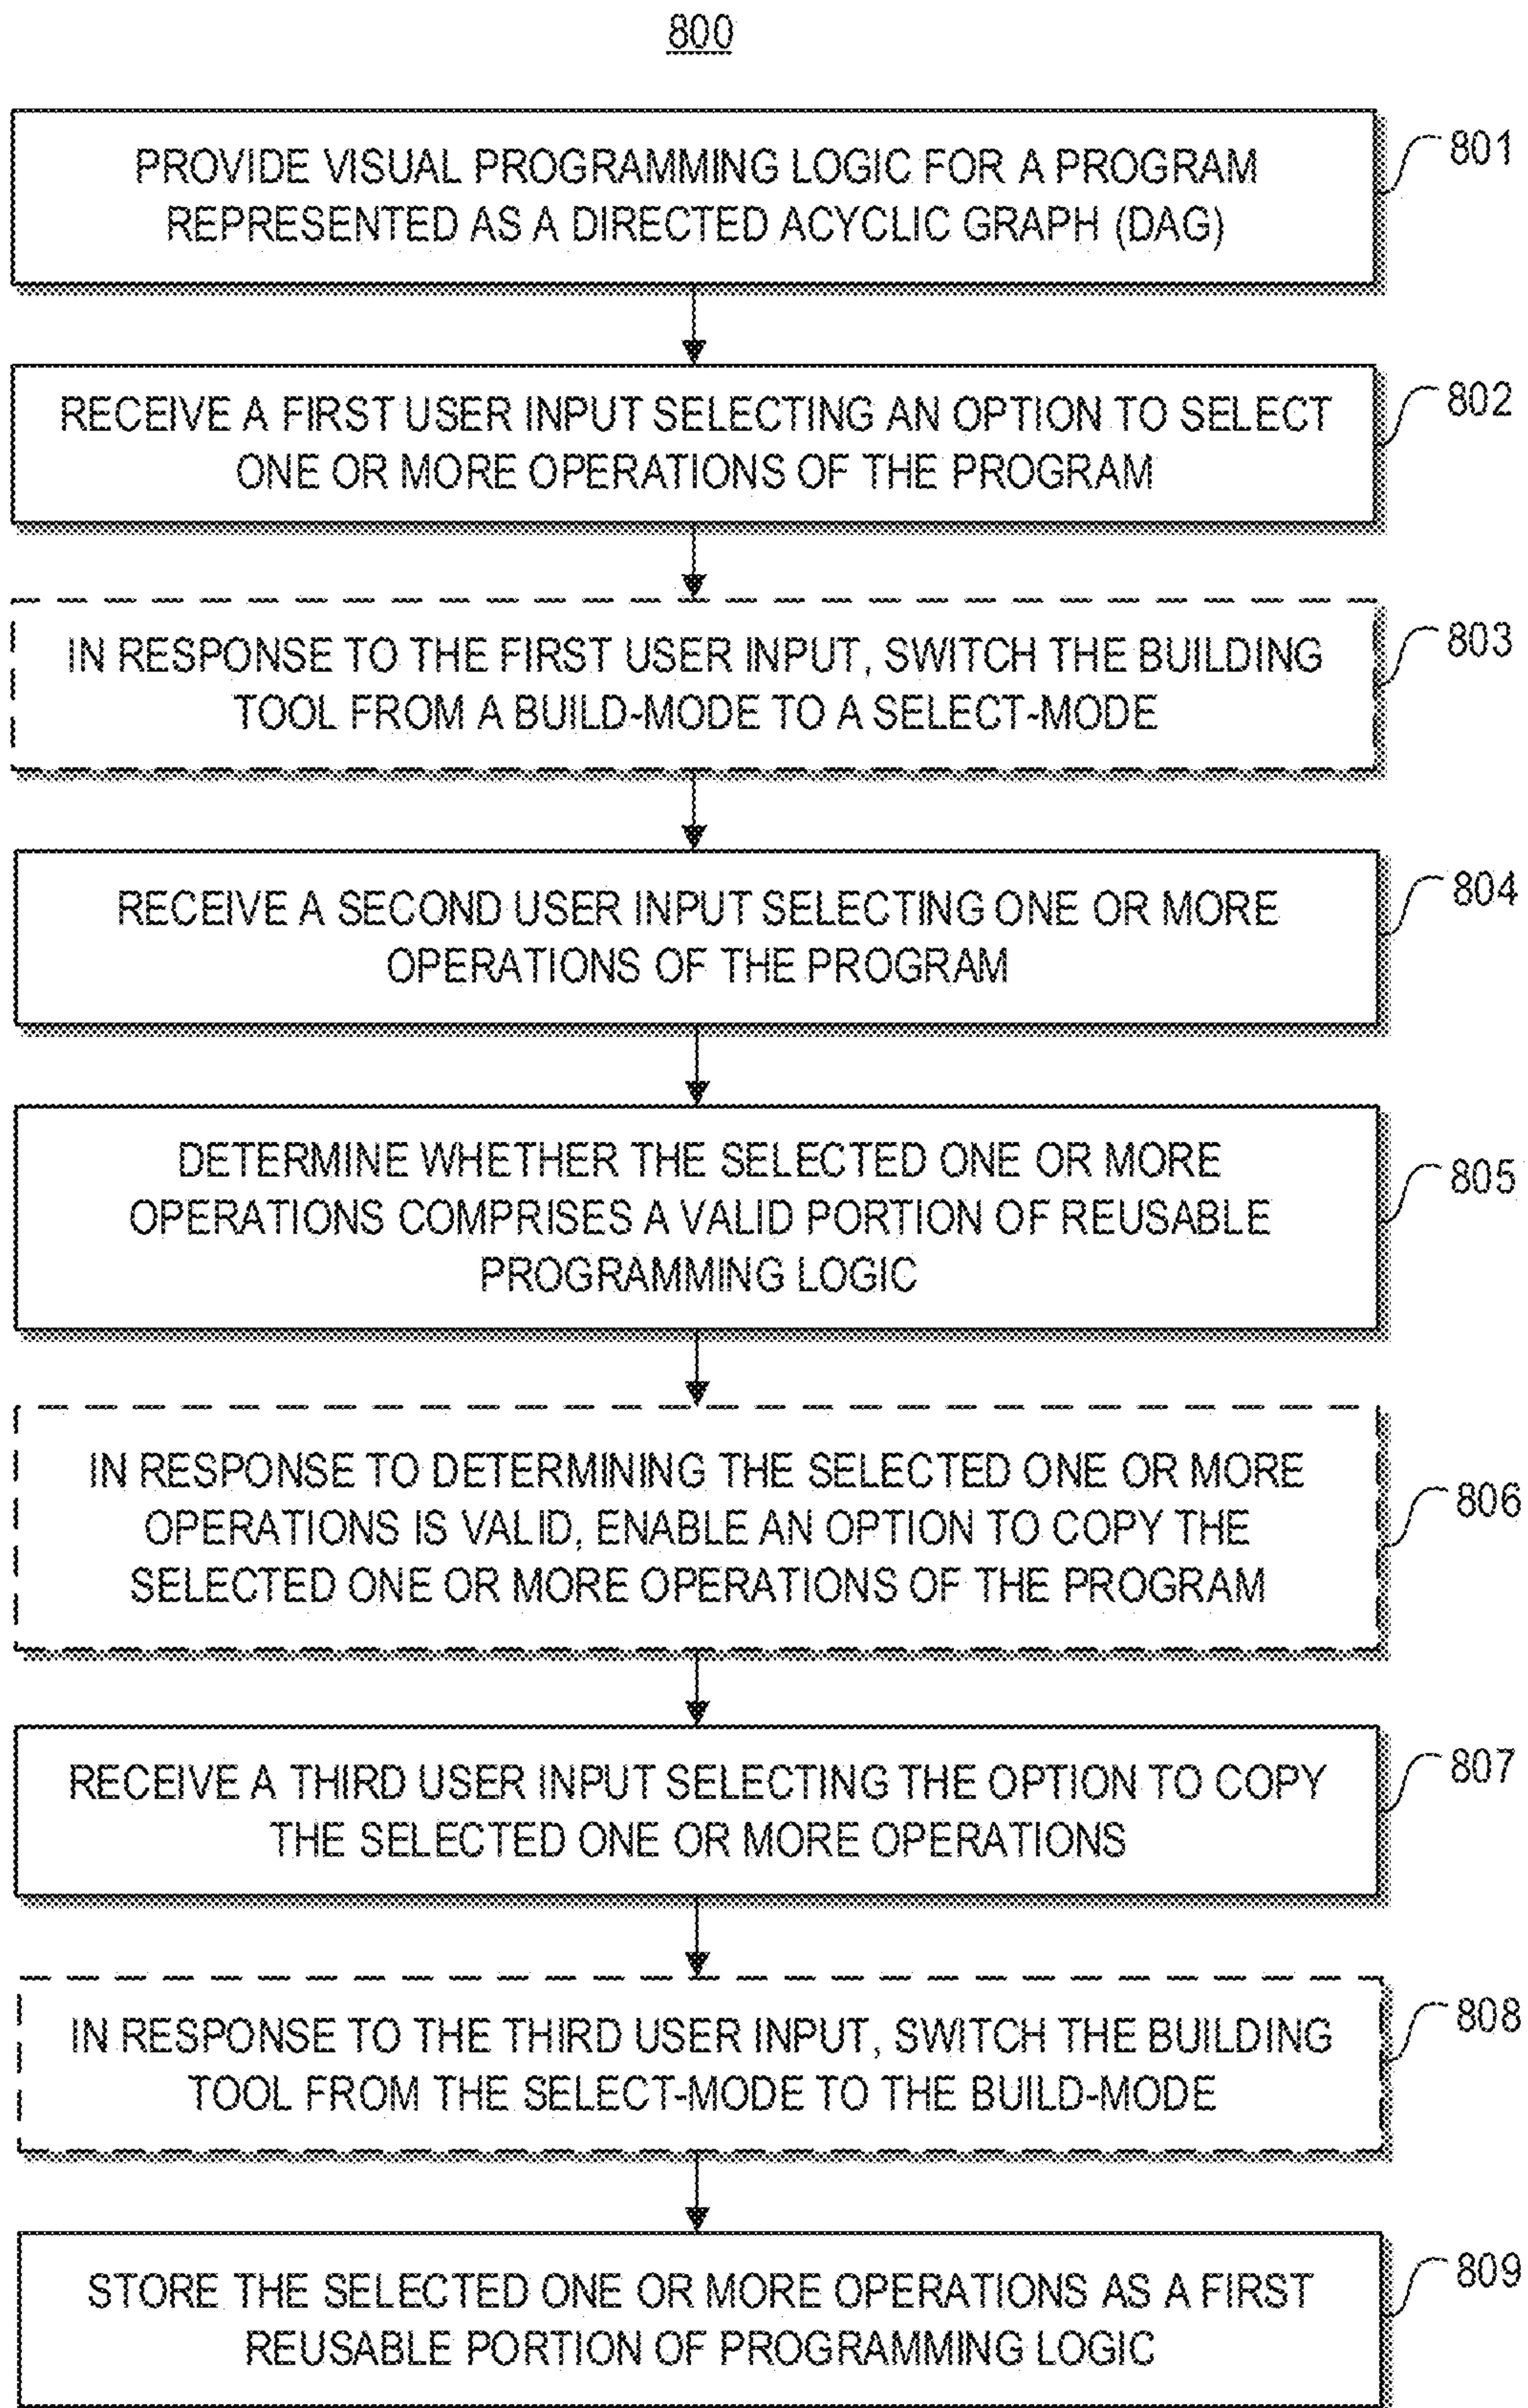 800
PROVIDE VISUAL PROGRAMMING LOGIC FOR A PROGRAM
REPRESENTED AS A DIRECTED ACYCLIC GRAPH (DAG)
801
RECEIVE A FIRST USER INPUT SELECTING AN OPTION TO SELECT
ONE OR MORE OPERATIONS OF THE PROGRAM
802
IN RESPONSE TO THE FIRST USER INPUT, SWITCH THE BUILDING
TOOL FROM A BUILD-MODE TO A SELECT-MODE
803
RECEIVE A SECOND USER INPUT SELECTING ONE OR MORE
OPERATIONS OF THE PROGRAM
804
DETERMINE WHETHER THE SELECTED ONE OR MORE
OPERATIONS COMPRISES A VALID PORTION OF REUSABLE
PROGRAMMING LOGIC
805
IN RESPONSE TO DETERMINING THE SELECTED ONE OR MORE
OPERATIONS IS VALID, ENABLE AN OPTION TO COPY THE
SELECTED ONE OR MORE OPERATIONS OF THE PROGRAM
806
RECEIVE A THIRD USER INPUT SELECTING THE OPTION TO COPY
THE SELECTED ONE OR MORE OPERATIONS
807
IN RESPONSE TO THE THIRD USER INPUT, SWITCH THE BUILDING
TOOL FROM THE SELECT-MODE TO THE BUILD-MODE
808
STORE THE SELECTED ONE OR MORE OPERATIONS AS A FIRST
REUSABLE PORTION OF PROGRAMMING LOGIC
809